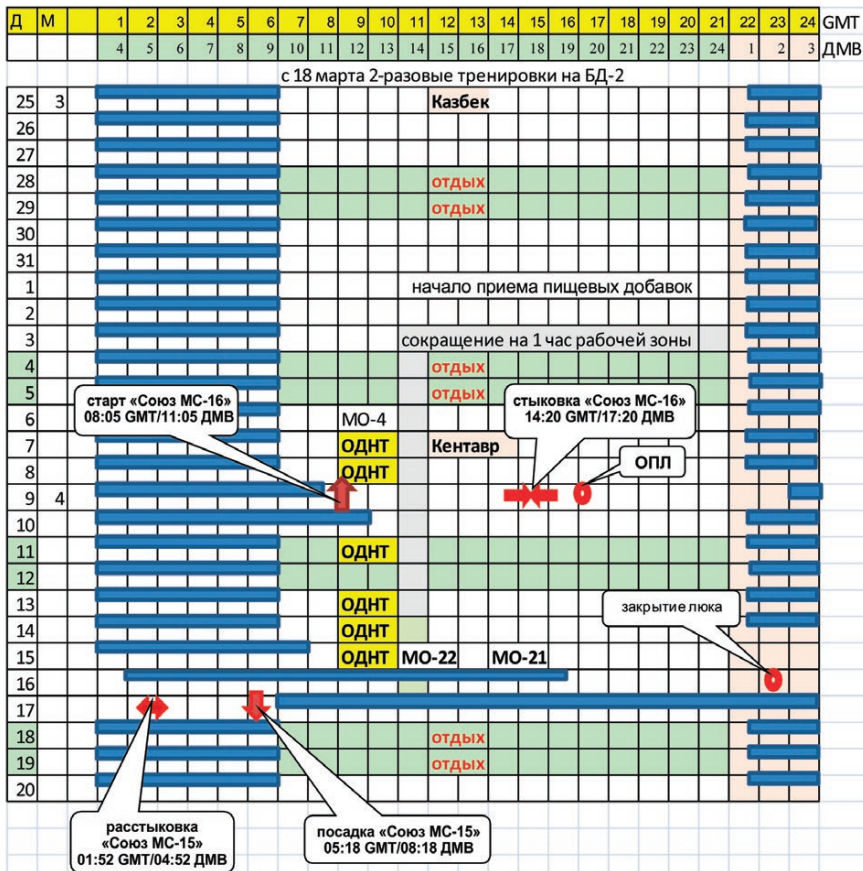 Д М 1 2 3 4 5 6 7 8 9 10 11 12 13 14 15 16 17 18 19 20 21 22 23 24 GMT
4 5 6 7 8 9 10 11 12 13 14 15 16 17 18 19 20 21 22 23 24 1 2 3 ДМВ
с 18 марта 2-разовые тренировки на БД-2
25 3 Казбек
26
27
28 отдых
29 отдых
30
31
1 начало приема пищевых добавок
2
3 сокращение на 1 час рабочей зоны
4 отдых
5 отдых
старт «Союз МС-16»
08:05 GMT/11:05 ДМВ
стыковка «Союз МС-16»
14:20 GMT/17:20 ДМВ
6 МО-4
7 ОДНТ Кентавр
8 ОДНТ ОПЛ
9 4
10
11 ОДНТ
12
13 ОДНТ закрытие люка
14 ОДНТ
15 ОДНТ МО-22 МО-21
16
17
18 отдых
19 отдых
20
расстыковка
«Союз МС-15»
01:52 GMT/04:52 ДМВ
посадка «Союз МС-15»
05:18 GMT/08:18 ДМВ